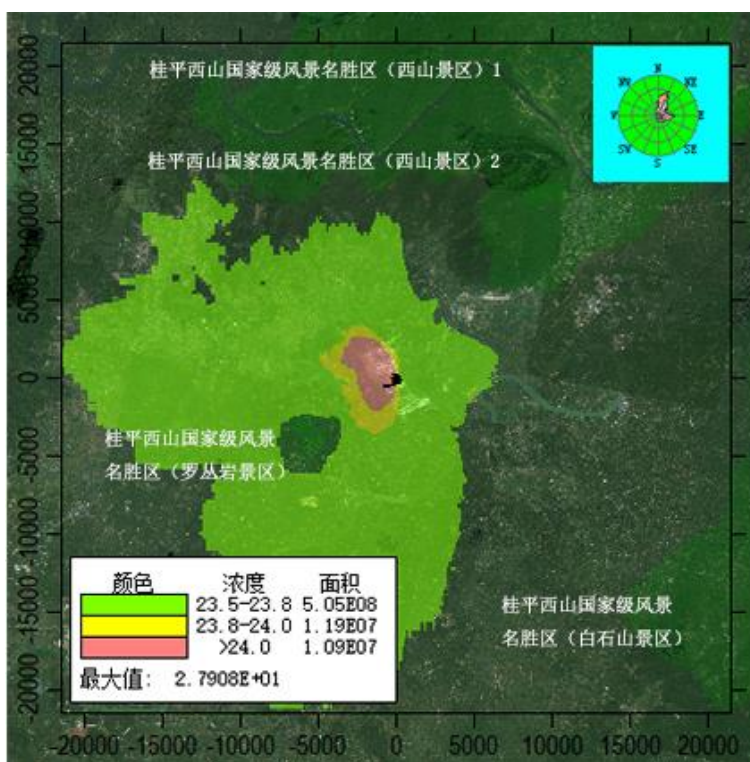 桂平西山国家级风景名胜区（西山景区）1
N
NW NE
W E
SW SE
S
桂平西山国家级风景名胜区（西山景区）2
桂平西山国家级风景
名胜区（罗丛岩景区）
桂平西山国家级风景
名胜区（白石山景区）
颜色 浓度 面积
23.5-23.8 5.05E08
23.8-24.0 1.19E07
>24.0 1.09E07
最大值: 2.7908E+01
20000
15000
10000
5000
0
-5000
-10000
-15000
-20000
-20000 -15000 -10000 -5000 0 5000 10000 15000 20000